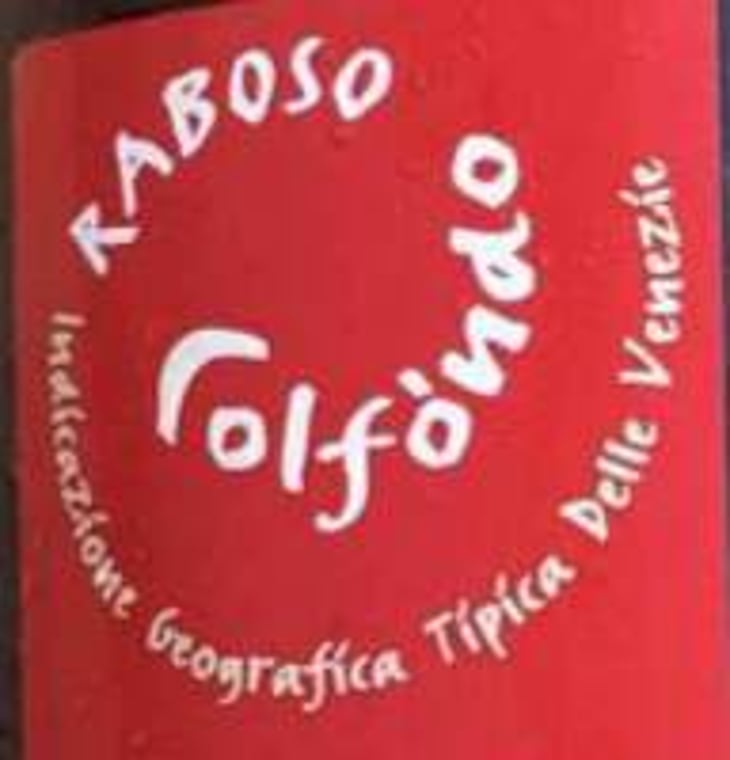 RABOSO
Colfòndo
Indicazione Geografica Tipica Delle Venezie